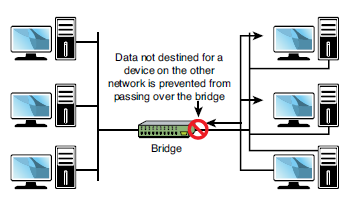 Data not destined for a
device on the other
network is prevented from
passing over the bridge
Bridge